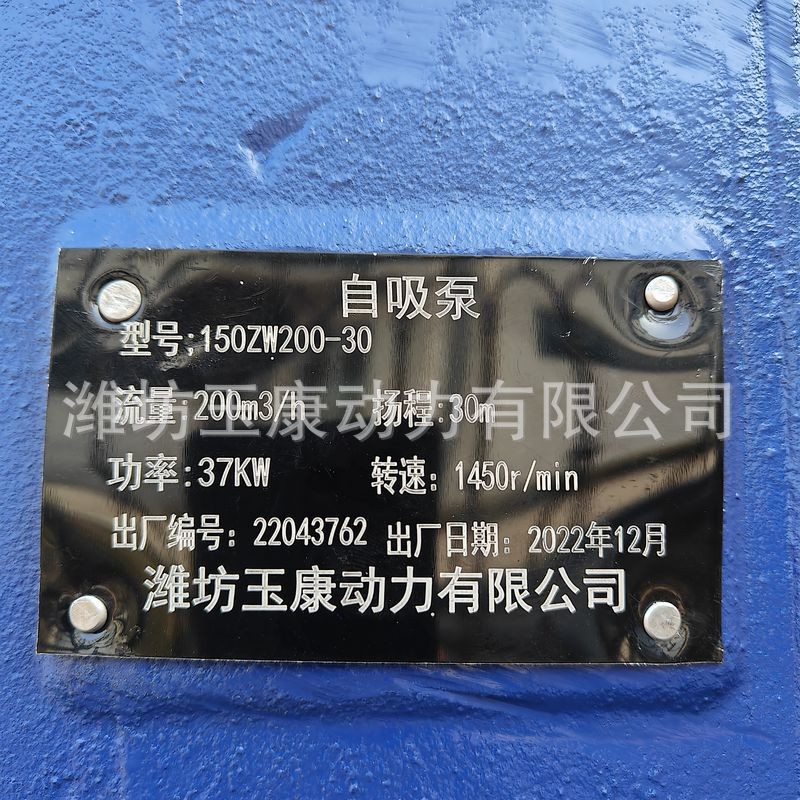 自吸泵
型号;150ZW200-30
流量:200m3/h 扬程:30m
潍坊玉康动力有限公司
功率:37KW 转速: 1450r/min
出厂编号: 22043762 出厂日期: 2022年12月
潍坊玉康动力有限公司